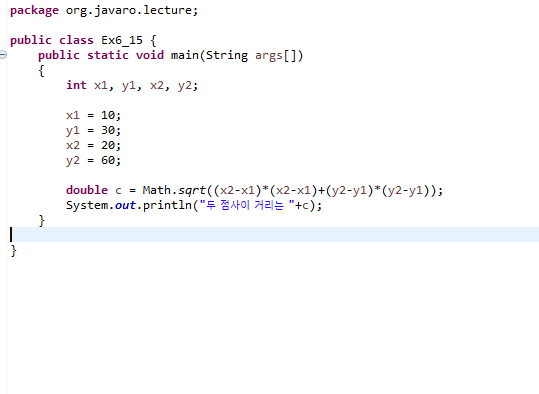 package org.javaro.lecture;
public class Ex6_15 {
public static void main(String args[])
{
int x1, y1, x2, y2;
x1 = 10;
y1 = 30;
x2 = 20;
y2 = 60;
double c = Math.sqrt((x2-x1)*(x2-x1)+(y2-y1)*(y2-y1));
System.out.println("두 점사이 거리는 "+c);
}
}